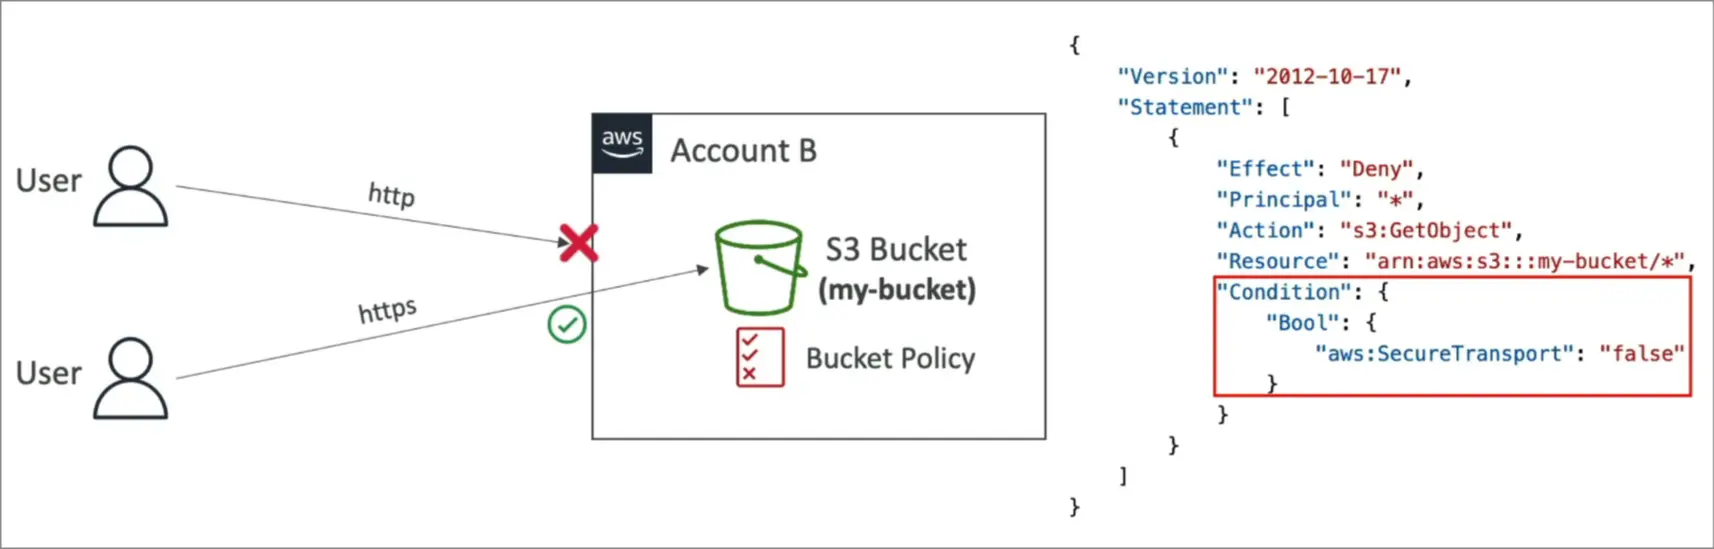 User
http
https
User
aws
Account B
S3 Bucket
(my-bucket)
Bucket Policy
{
"Version": "2012-10-17",
"Statement": [
{
"Effect": "Deny",
"Principal": "*",
"Action": "s3:GetObject",
"Resource": "arn:aws:s3:::my-bucket/*",
"Condition": {
"Bool": {
"aws:SecureTransport": "false"
}
}
}
]
}